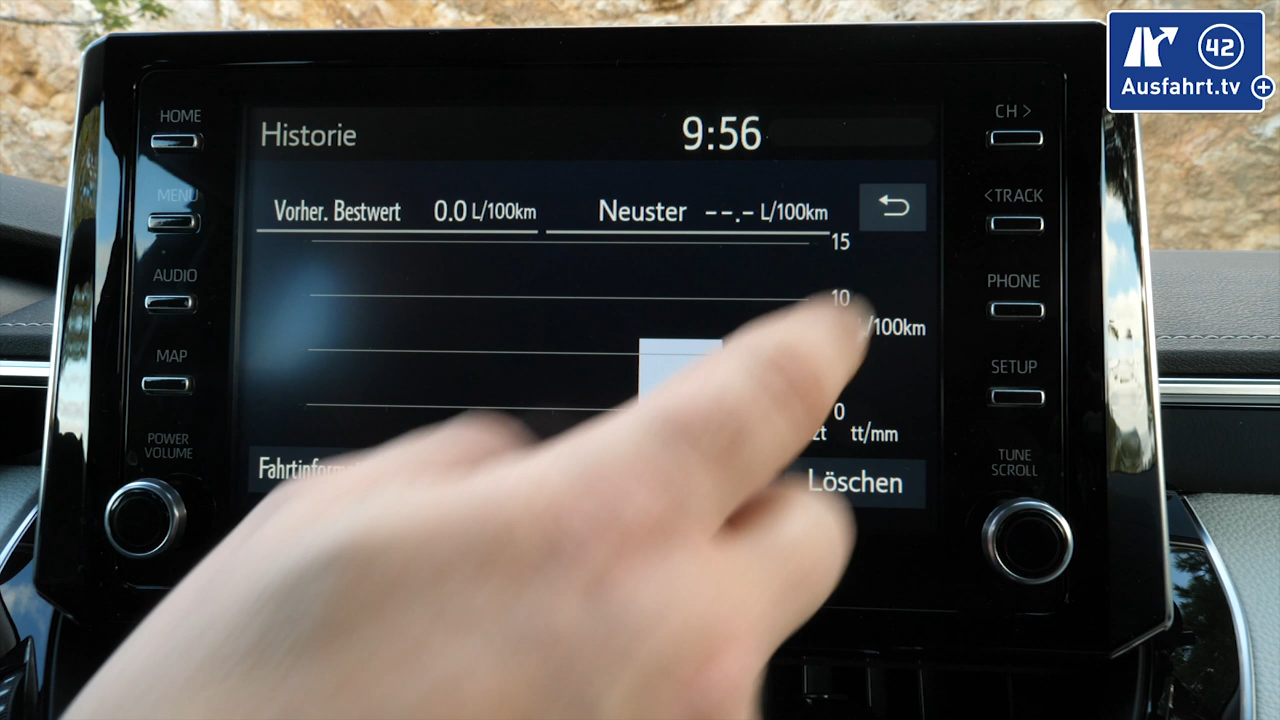 42
Ausfahrt.tv +
HOME
MENU
AUDIO
MAP
POWER
VOLUME
CH >
<TRACK
PHONE
SETUP
TUNE
SCROLL
Historie
9:56
Vorher. Bestwert 0.0 L/100km
Neuster --.- L/100km
15
10
/100km
0
tt/mm
Löschen